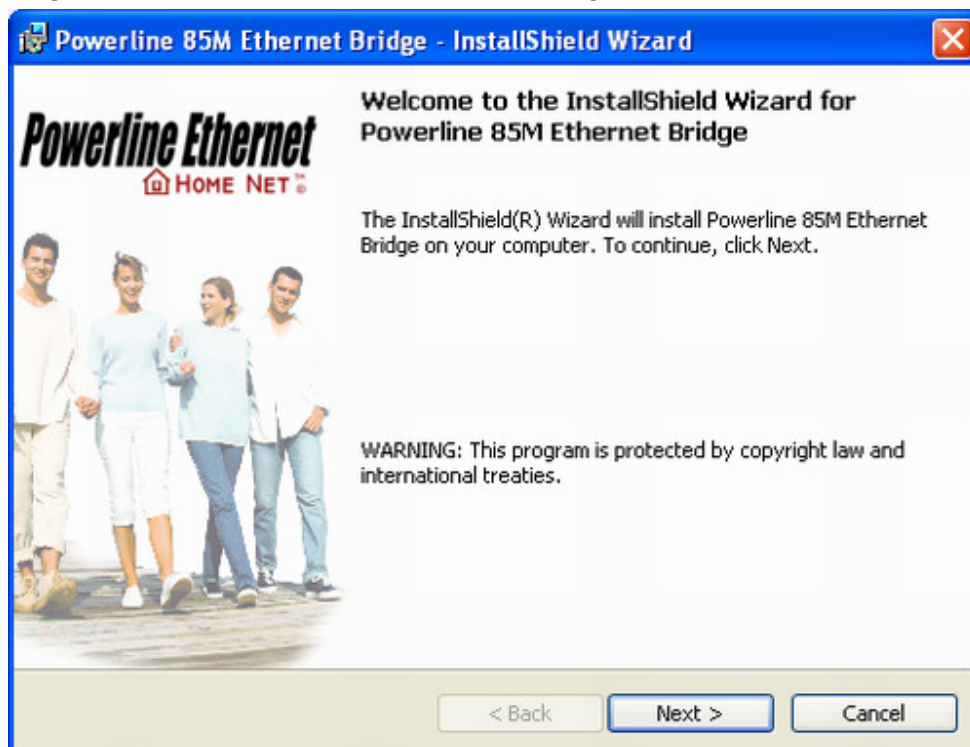 Powerline 85M Ethernet Bridge - InstallShield Wizard
Powerline Ethernet
HOME NET
Welcome to the InstallShield Wizard for
Powerline 85M Ethernet Bridge
The InstallShield(R) Wizard will install Powerline 85M Ethernet
Bridge on your computer. To continue, click Next.
WARNING: This program is protected by copyright law and
international treaties.
< Back
Next >
Cancel